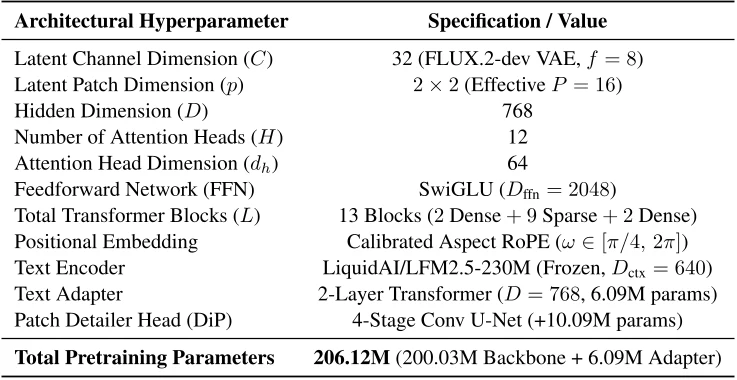 Architectural Hyperparameter Specification / Value
Latent Channel Dimension (C) 32 (FLUX.2-dev VAE, f = 8)
Latent Patch Dimension (p) 2 × 2 (Effective P = 16)
Hidden Dimension (D) 768
Number of Attention Heads (H) 12
Attention Head Dimension (dₕ) 64
Feedforward Network (FFN) SwiGLU (D_ffn = 2048)
Total Transformer Blocks (L) 13 Blocks (2 Dense + 9 Sparse + 2 Dense)
Positional Embedding Calibrated Aspect RoPE (ω ∈ [π/4, 2π])
Text Encoder LiquidAI/LFM2.5-230M (Frozen, D_ctx = 640)
Text Adapter 2-Layer Transformer (D = 768, 6.09M params)
Patch Detailer Head (DiP) 4-Stage Conv U-Net (+10.09M params)
Total Pretraining Parameters 206.12M (200.03M Backbone + 6.09M Adapter)